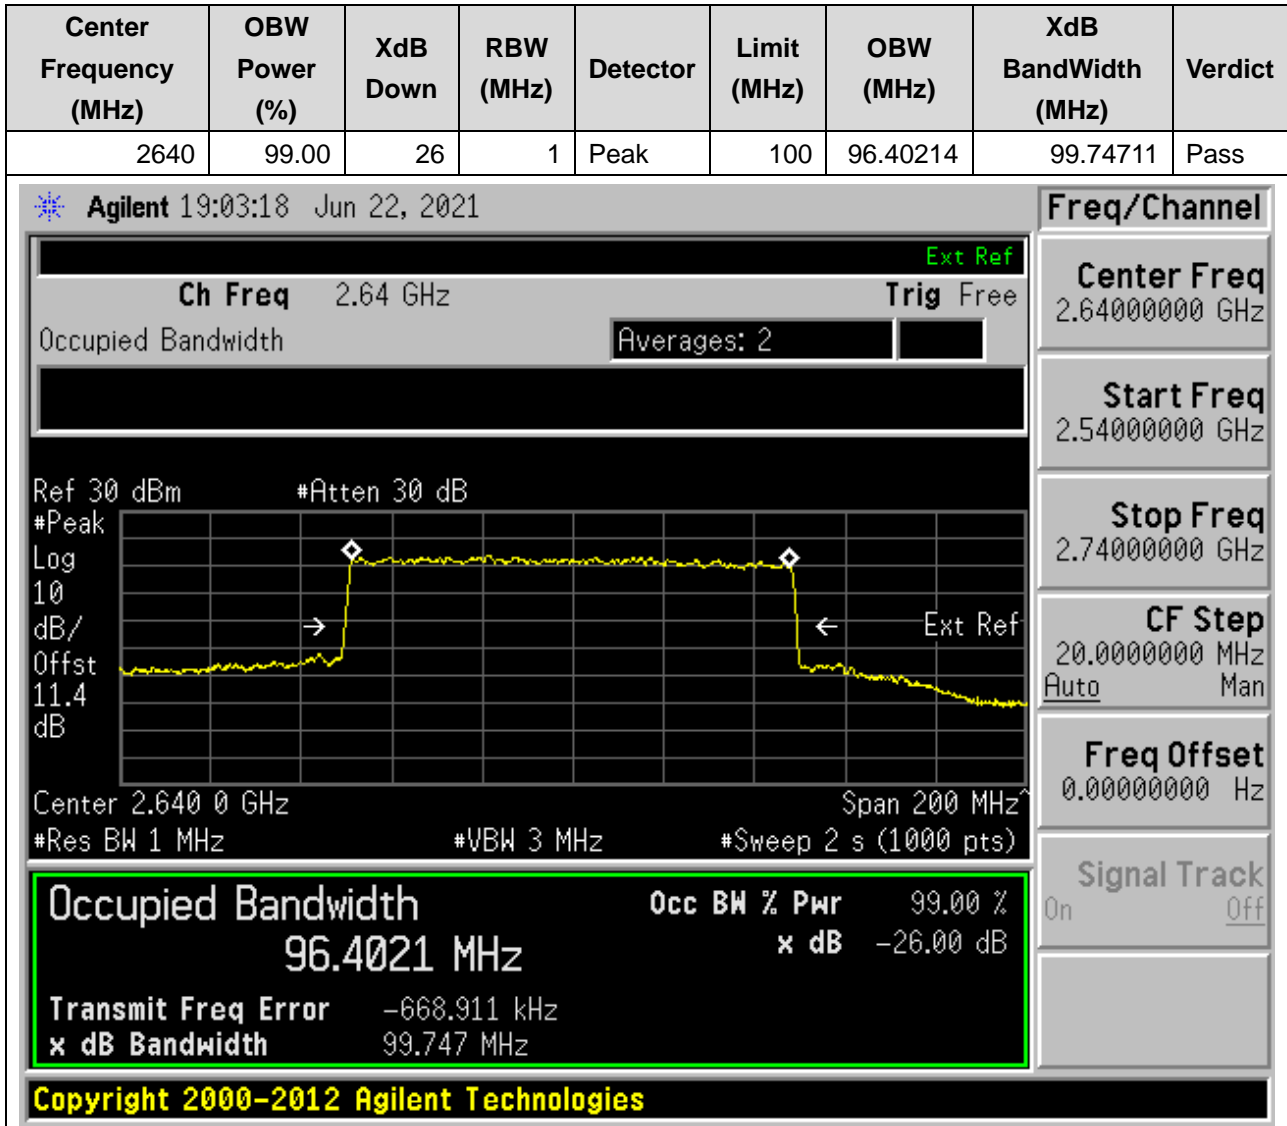 Center Frequency (MHz) OBW Power (%) XdB Down RBW (MHz) Detector Limit (MHz) OBW (MHz) XdB BandWidth (MHz) Verdict
2640 99.00 26 1 Peak 100 96.40214 99.74711 Pass
Agilent 19:03:18 Jun 22, 2021
Freq/Channel
Ext Ref
Ch Freq 2.64 GHz Trig Free
Occupied Bandwidth Averages: 2
Center Freq
2.64000000 GHz
Start Freq
2.54000000 GHz
Stop Freq
2.74000000 GHz
CF Step
20.0000000 MHz
Auto Man
Freq Offset
0.00000000 Hz
Signal Track
On Off
Ref 30 dBm #Atten 30 dB
#Peak
Log
10
dB/
Offst
11.4
dB
Ext Ref
Center 2.640 0 GHz Span 200 MHz^
#Res BW 1 MHz #VBW 3 MHz #Sweep 2 s (1000 pts)
Occupied Bandwidth Occ BW % Pwr 99.00 %
96.4021 MHz x dB -26.00 dB
Transmit Freq Error -668.911 kHz
x dB Bandwidth 99.747 MHz
Copyright 2000-2012 Agilent Technologies